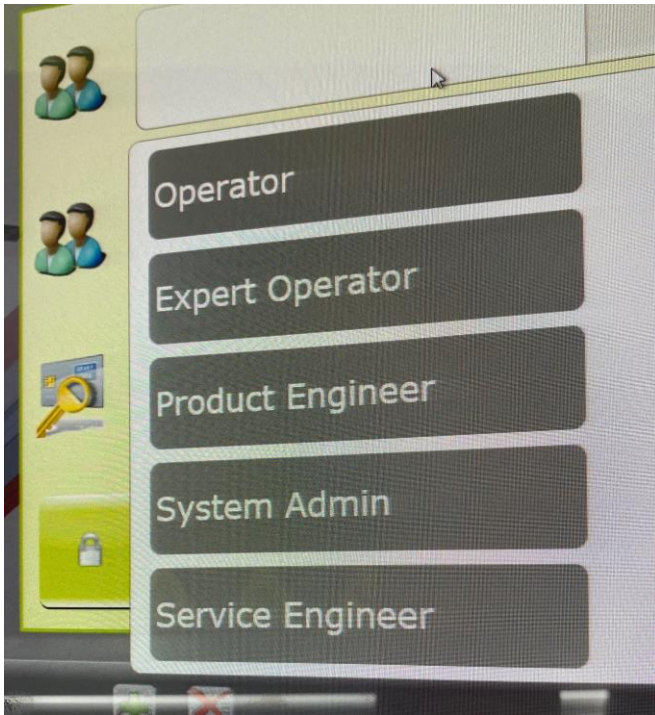 Operator
Expert Operator
Product Engineer
System Admin
Service Engineer